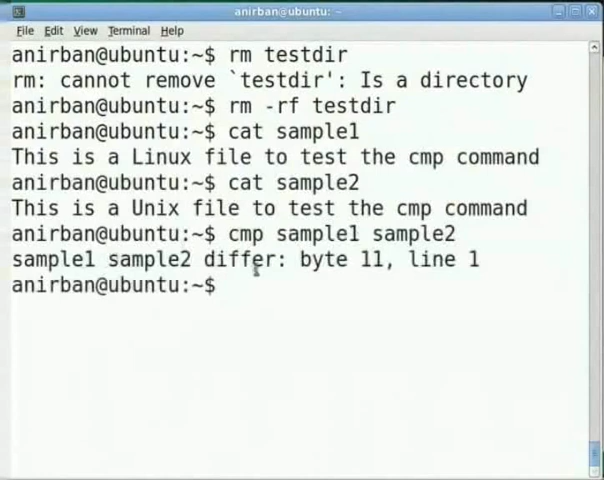 anirban@ubuntu: ~
File Edit View Terminal Help
anirban@ubuntu:~$ rm testdir
rm: cannot remove `testdir': Is a directory
anirban@ubuntu:~$ rm -rf testdir
anirban@ubuntu:~$ cat sample1
This is a Linux file to test the cmp command
anirban@ubuntu:~$ cat sample2
This is a Unix file to test the cmp command
anirban@ubuntu:~$ cmp sample1 sample2
sample1 sample2 differ: byte 11, line 1
anirban@ubuntu:~$